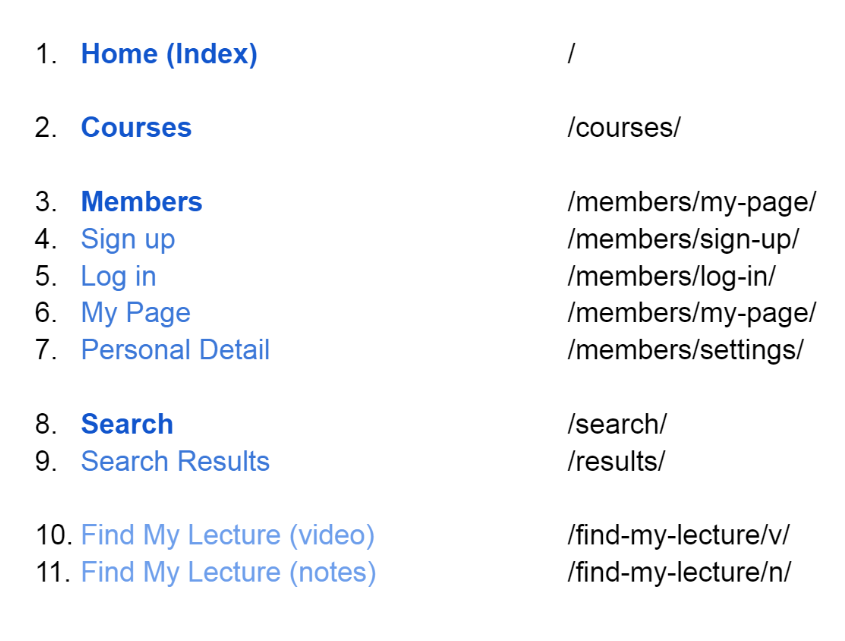 1. Home (Index) /
2. Courses /courses/
3. Members /members/my-page/
4. Sign up /members/sign-up/
5. Log in /members/log-in/
6. My Page /members/my-page/
7. Personal Detail /members/settings/
8. Search /search/
9. Search Results /results/
10. Find My Lecture (video) /find-my-lecture/v/
11. Find My Lecture (notes) /find-my-lecture/n/